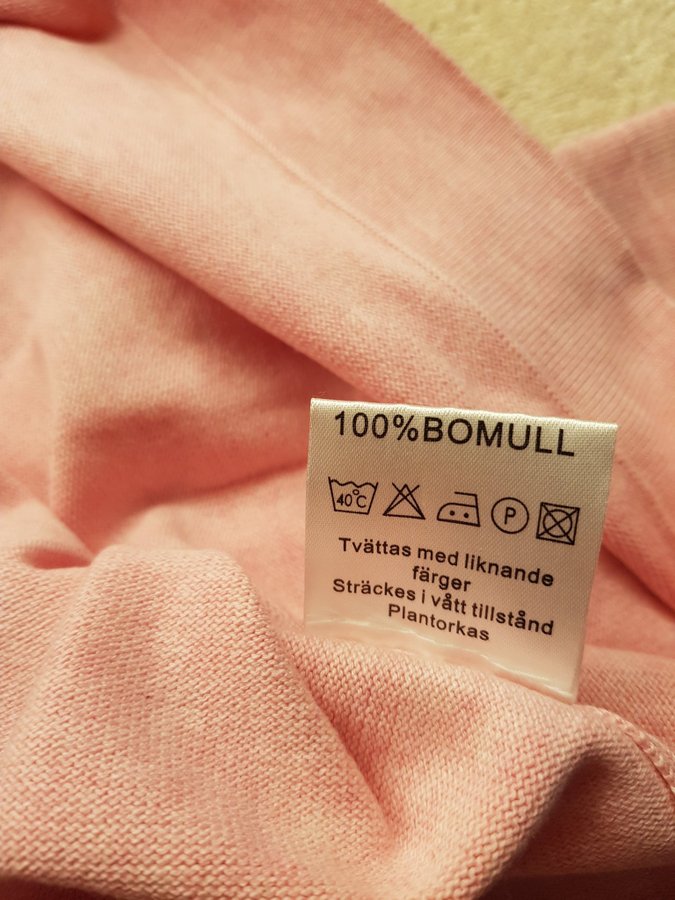 100%BOMULL
40°C P
Tvättas med liknande
färger
Sträckes i vått tillstånd
Plantorkas